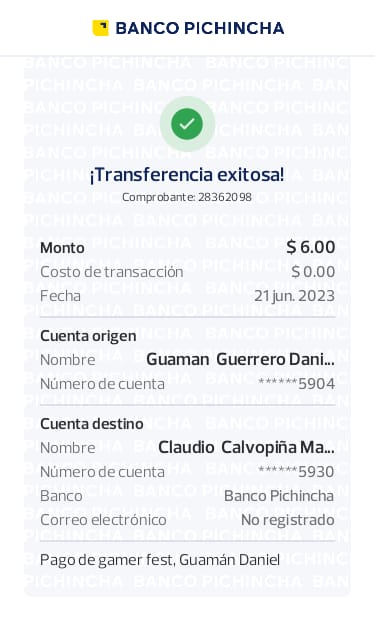 BANCO PICHINCHA
¡Transferencia exitosa!
Comprobante: 28362098
Monto $ 6.00
Costo de transacción $ 0.00
Fecha 21 jun. 2023
Cuenta origen
Nombre Guaman Guerrero Dani...
Número de cuenta ******5904
Cuenta destino
Nombre Claudio Calvopiña Ma...
Número de cuenta ******5930
Banco Banco Pichincha
Correo electrónico No registrado
Pago de gamer fest, Guamán Daniel